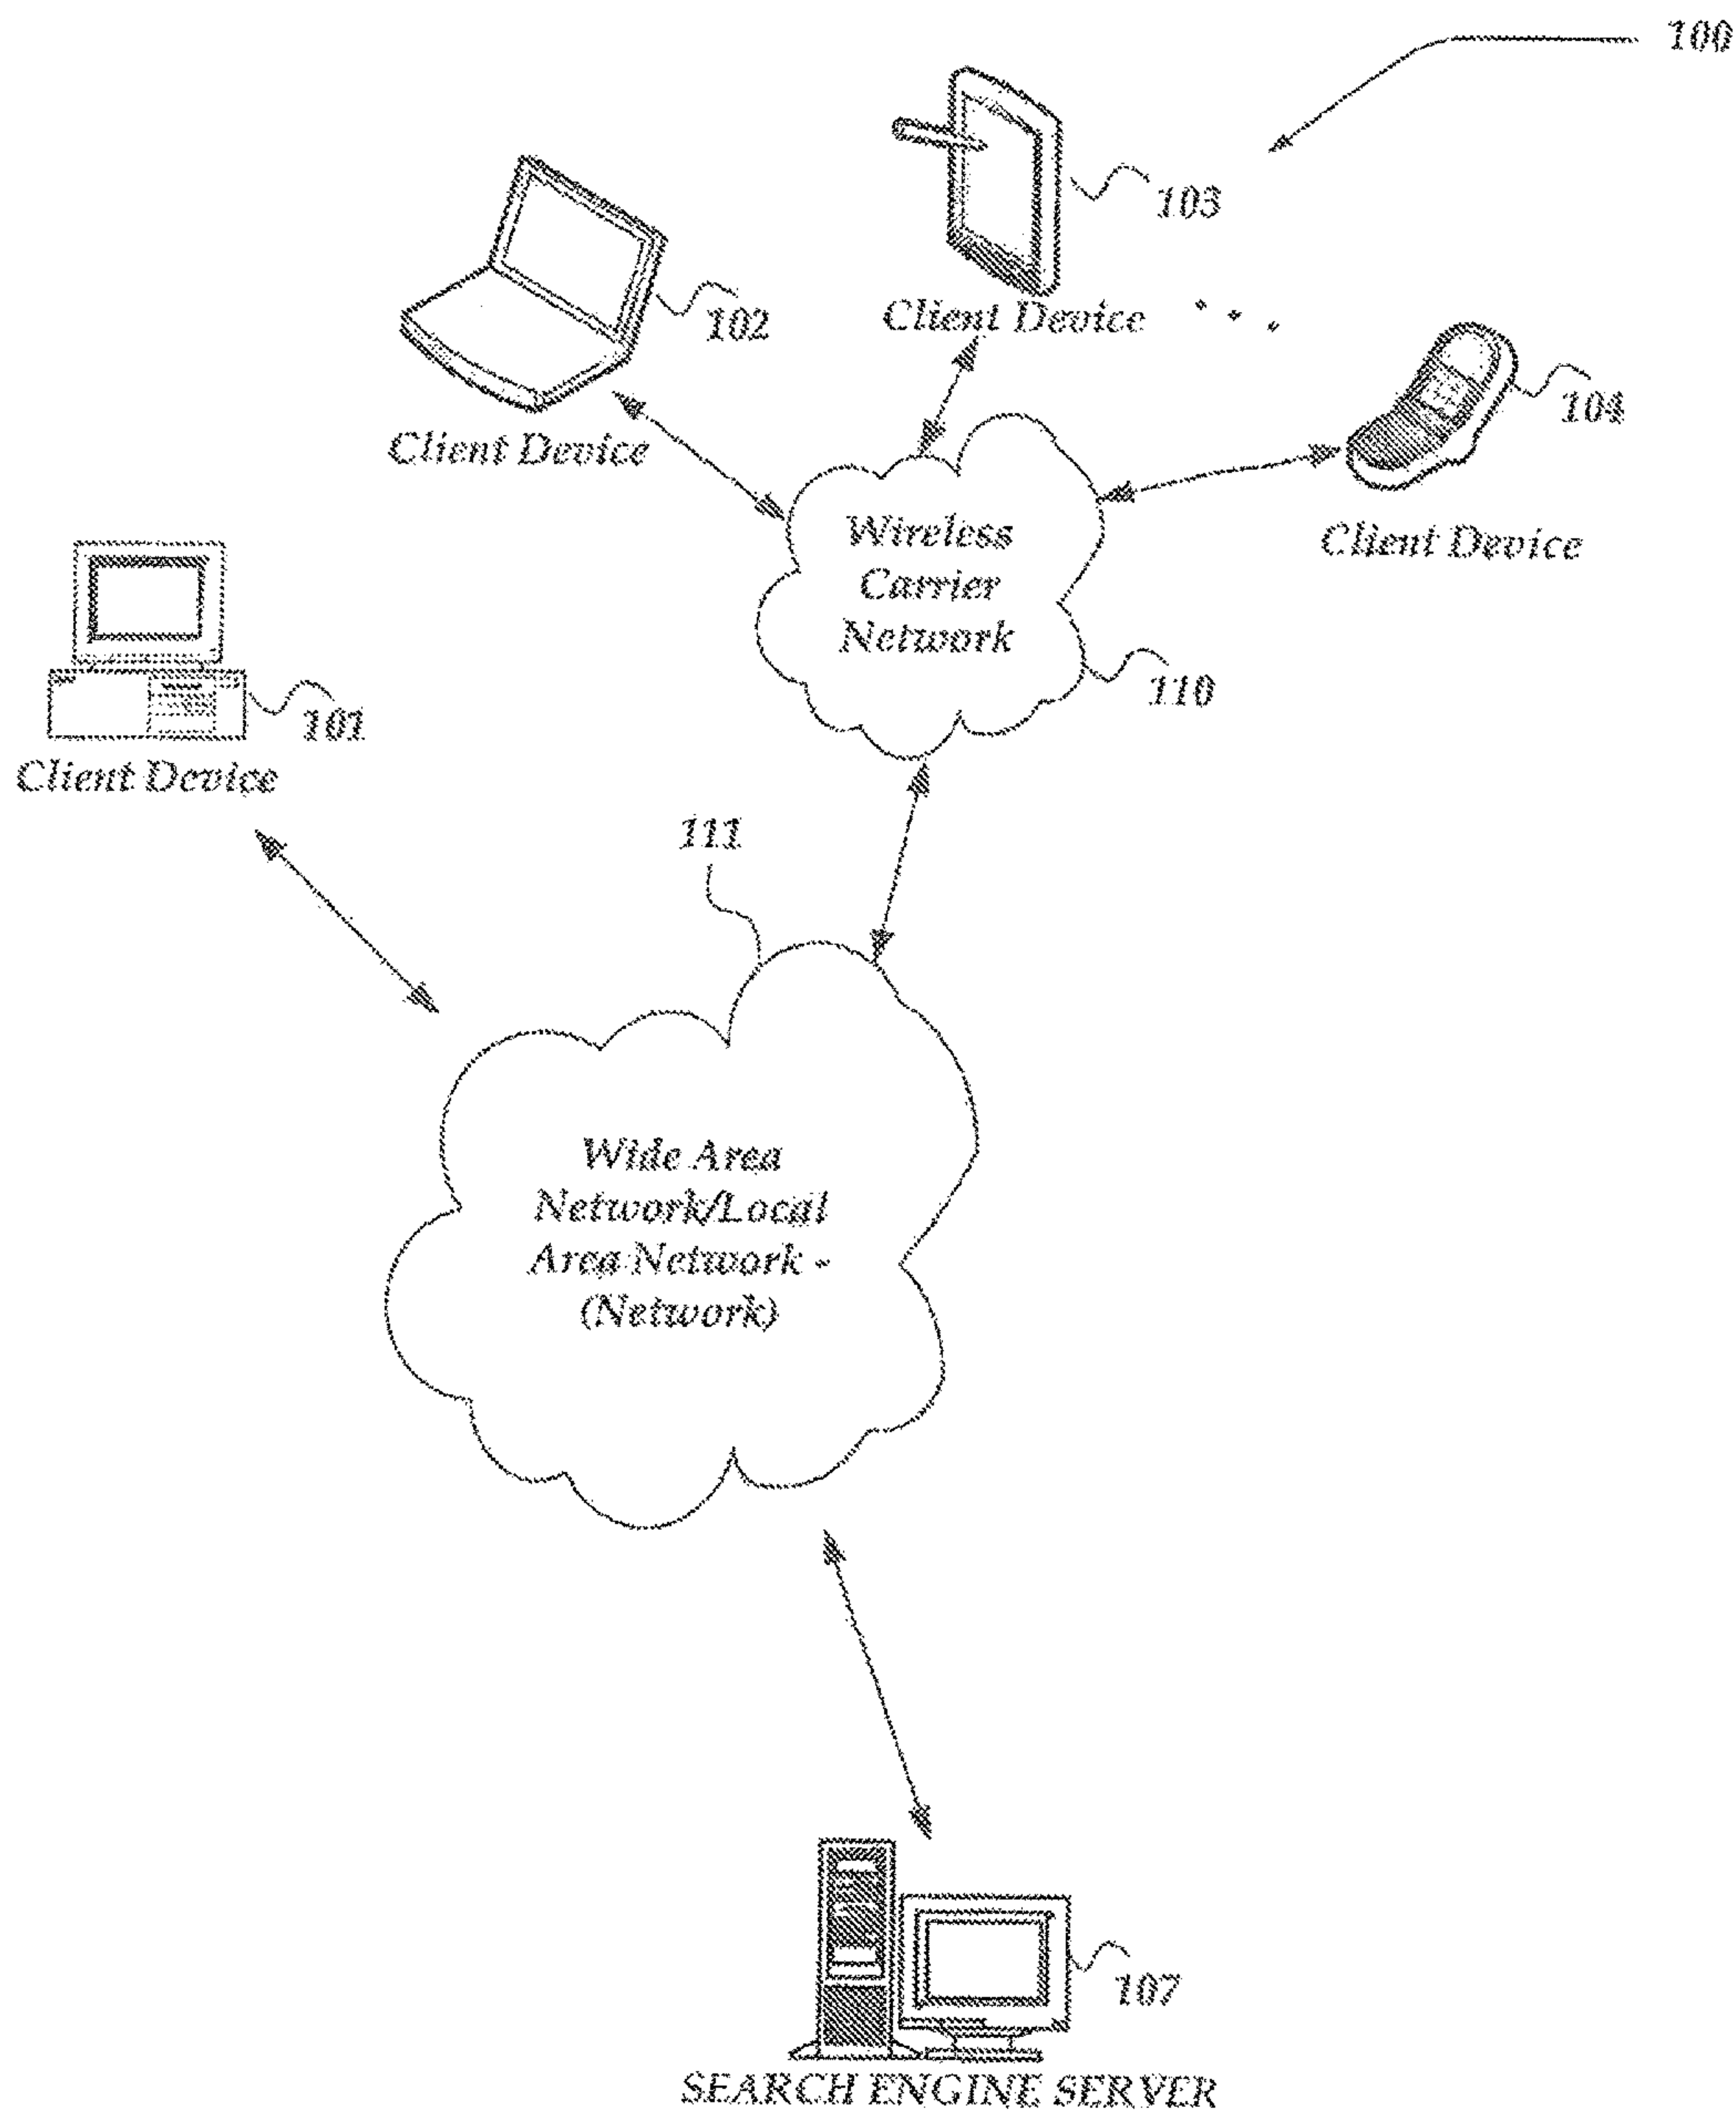 100
103
102
Client Device
104
Client Device
Client Device
Wireless
Carrier
Network
110
101
Client Device
111
Wide Area
Network/Local
Area Network -
(Network)
107
SEARCH ENGINE SERVER